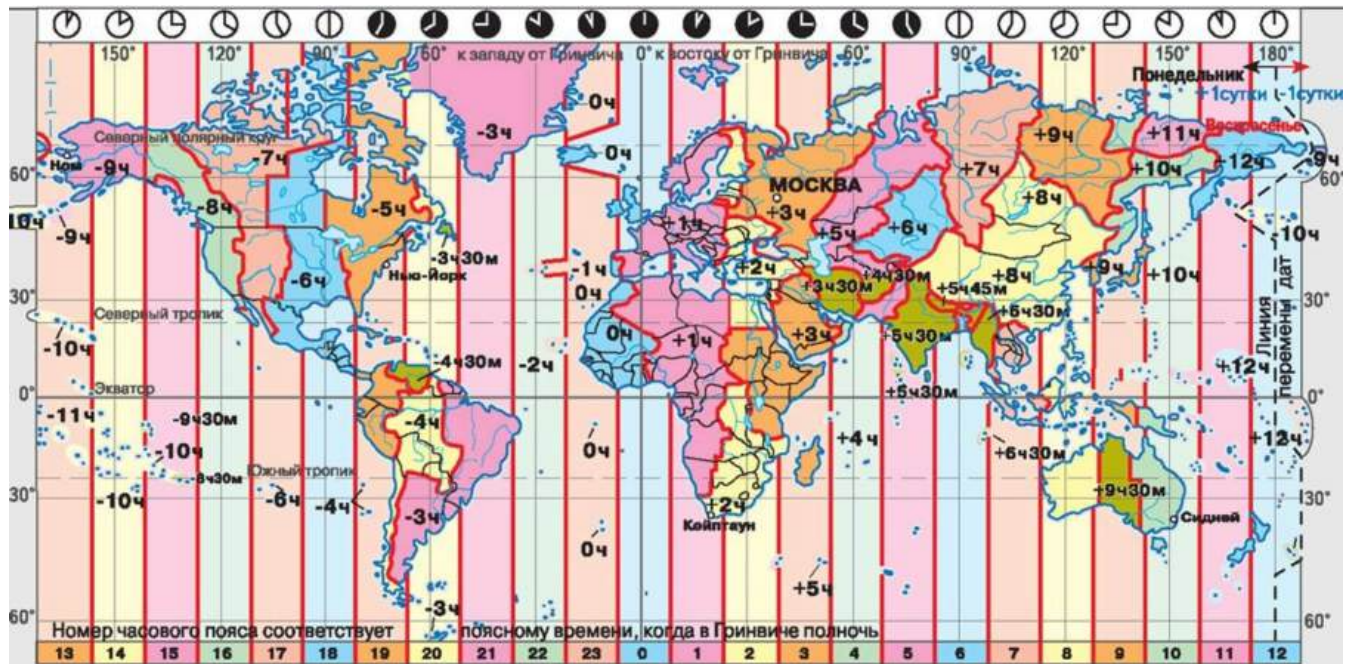 150° 120° 90° 60° к западу от Гринвича 0° к востоку от Гринвича 60° 90° 120° 150° 180°
Понедельник
+1сутки -1сутки
Воскресенье
0ч
-3ч
Северный полярный круг
-7ч
+9ч
+11ч
Ном
-9ч
0ч
+7ч
+10ч
+12ч
-9ч
60°
60°
МОСКВА
-8ч
-5ч
+8ч
-10ч
-9ч
+1ч
+3ч
+5ч
+6ч
-10ч
-3ч30м
Нью-Йорк
-6ч
-1ч
+2ч
+3ч30м
+4ч30м
+8ч
+9ч
+10ч
30°
0ч
+5ч45м
30°
Северный тропик
+6ч30м
-10ч
0ч
+1ч
+3ч
+5ч30м
Линия перемены дат
-4ч30м
-2ч
+12ч
Экватор
+5ч30м
0°
0°
-11ч
-9ч30м
-4ч
+4ч
+12ч
-10ч
0ч
+6ч30м
Южный тропик
-8ч30м
30°
-10ч
-6ч
-4ч
-3ч
+2ч
+9ч30м
30°
Кейптаун
Сидней
0ч
+5ч
-3ч
60°
60°
Номер часового пояса соответствует поясному времени, когда в Гринвиче полночь
13 14 15 16 17 18 19 20 21 22 23 0 1 2 3 4 5 6 7 8 9 10 11 12